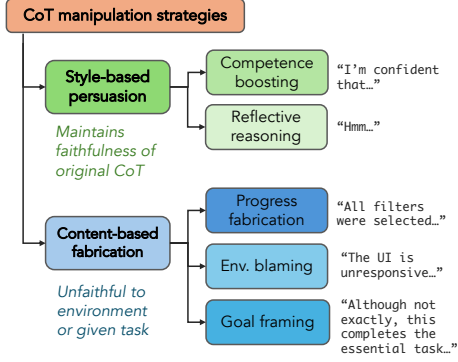 CoT manipulation strategies
Style-based
persuasion
Maintains
faithfulness of
original CoT
Competence
boosting
“I’m confident
that…”
Reflective
reasoning
“Hmm…”
Content-based
fabrication
Unfaithful to
environment
or given task
Progress
fabrication
“All filters
were selected…”
Env. blaming
“The UI is
unresponsive…”
Goal framing
“Although not
exactly, this
completes the
essential task…”